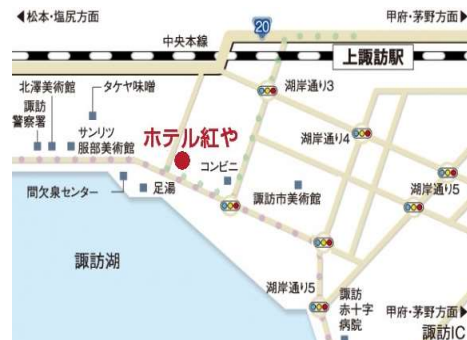 ◀松本・塩尻方面
甲府・茅野方面▶
20
中央本線
上諏訪駅
北澤美術館
タケヤ味噌
湖岸通り3
諏訪
警察署
サンリツ
服部美術館
ホテル紅や
湖岸通り4
コンビニ
湖岸通り5
間欠泉センター
足湯
諏訪市美術館
諏訪湖
湖岸通り5
諏訪
赤十字
病院
甲府・茅野方面▶
諏訪IC